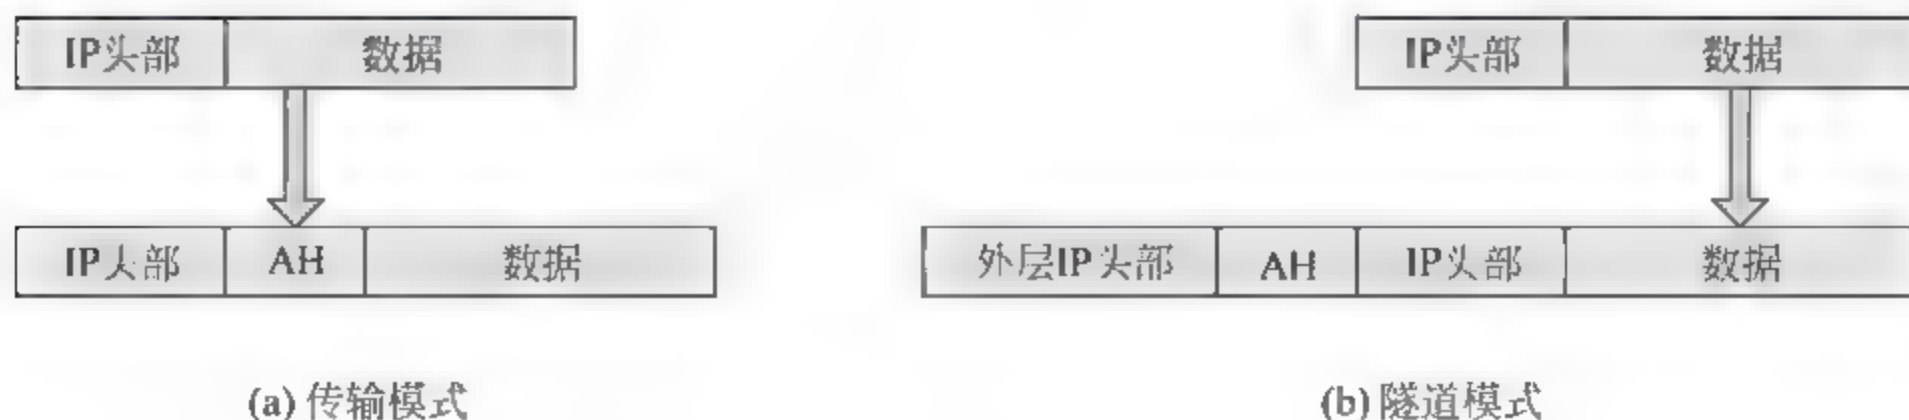 IP头部 数据 IP头部 数据
IP头部 AH 数据 外层IP头部 AH IP头部 数据
(a) 传输模式 (b) 隧道模式